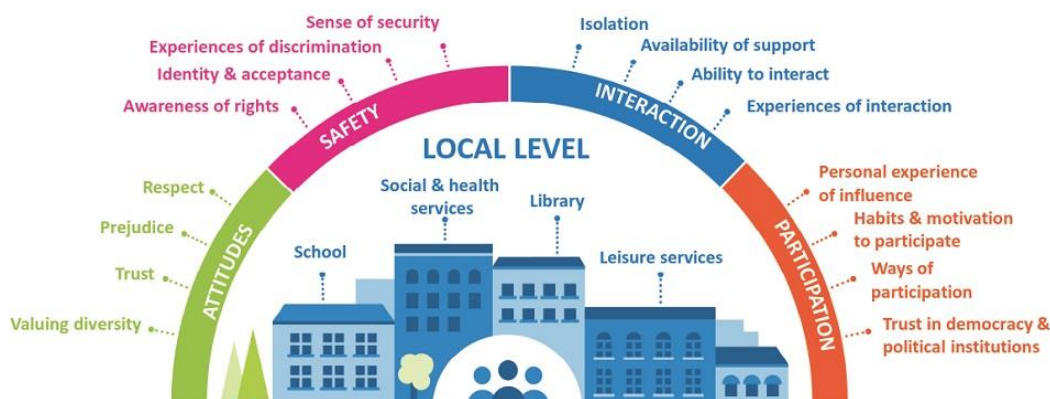 Sense of security
Experiences of discrimination
Identity & acceptance
Awareness of rights
SAFETY
Isolation
Availability of support
Ability to interact
Experiences of interaction
INTERACTION
Respect
Prejudice
Trust
Valuing diversity
ATTITUDES
Personal experience
of influence
Habits & motivation
to participate
Ways of
participation
Trust in democracy &
political institutions
PARTICIPATION
LOCAL LEVEL
School
Social & health
services
Library
Leisure services